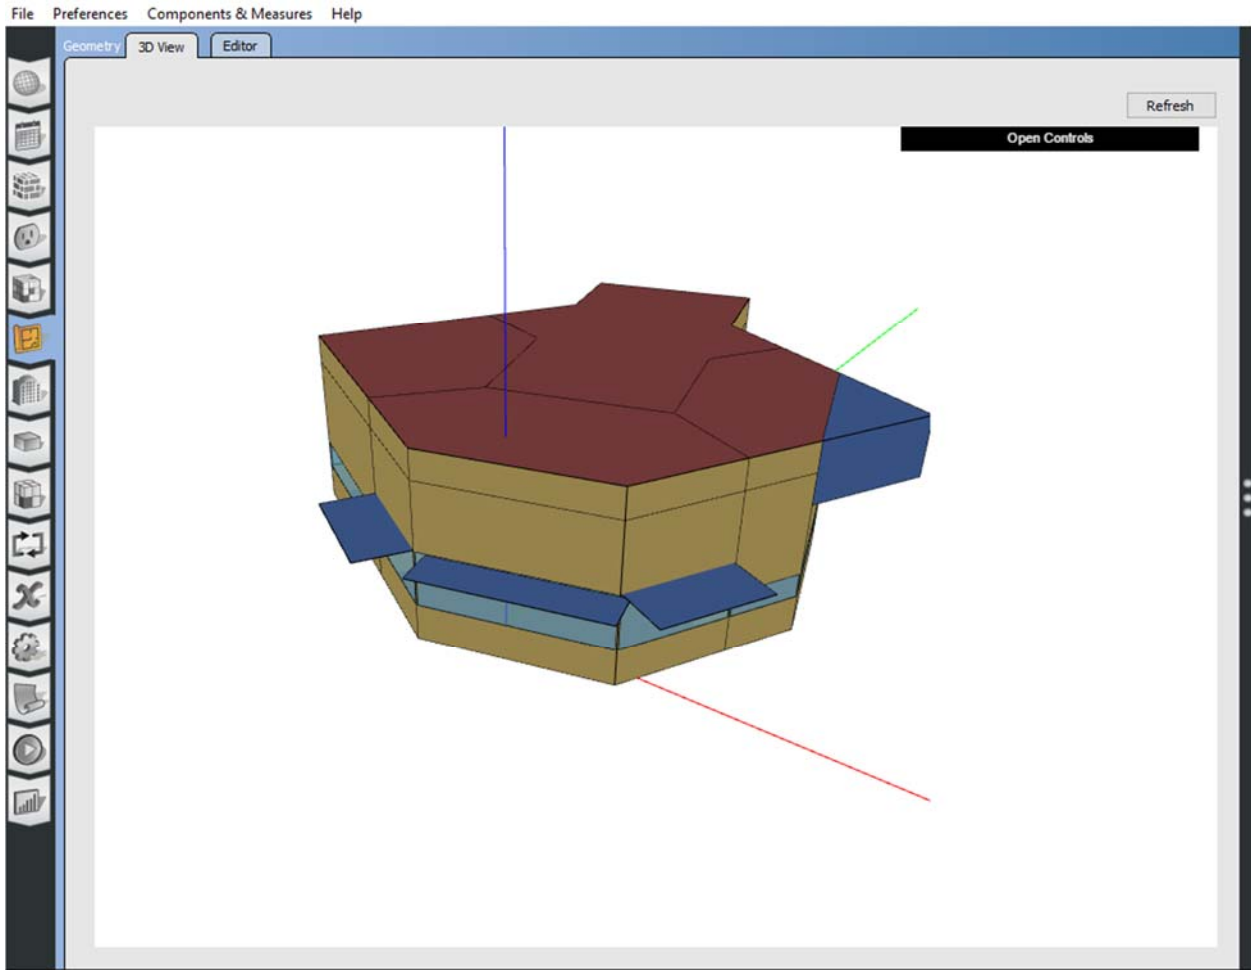 File Preferences Components & Measures Help
Geometry 3D View Editor
Refresh
Open Controls